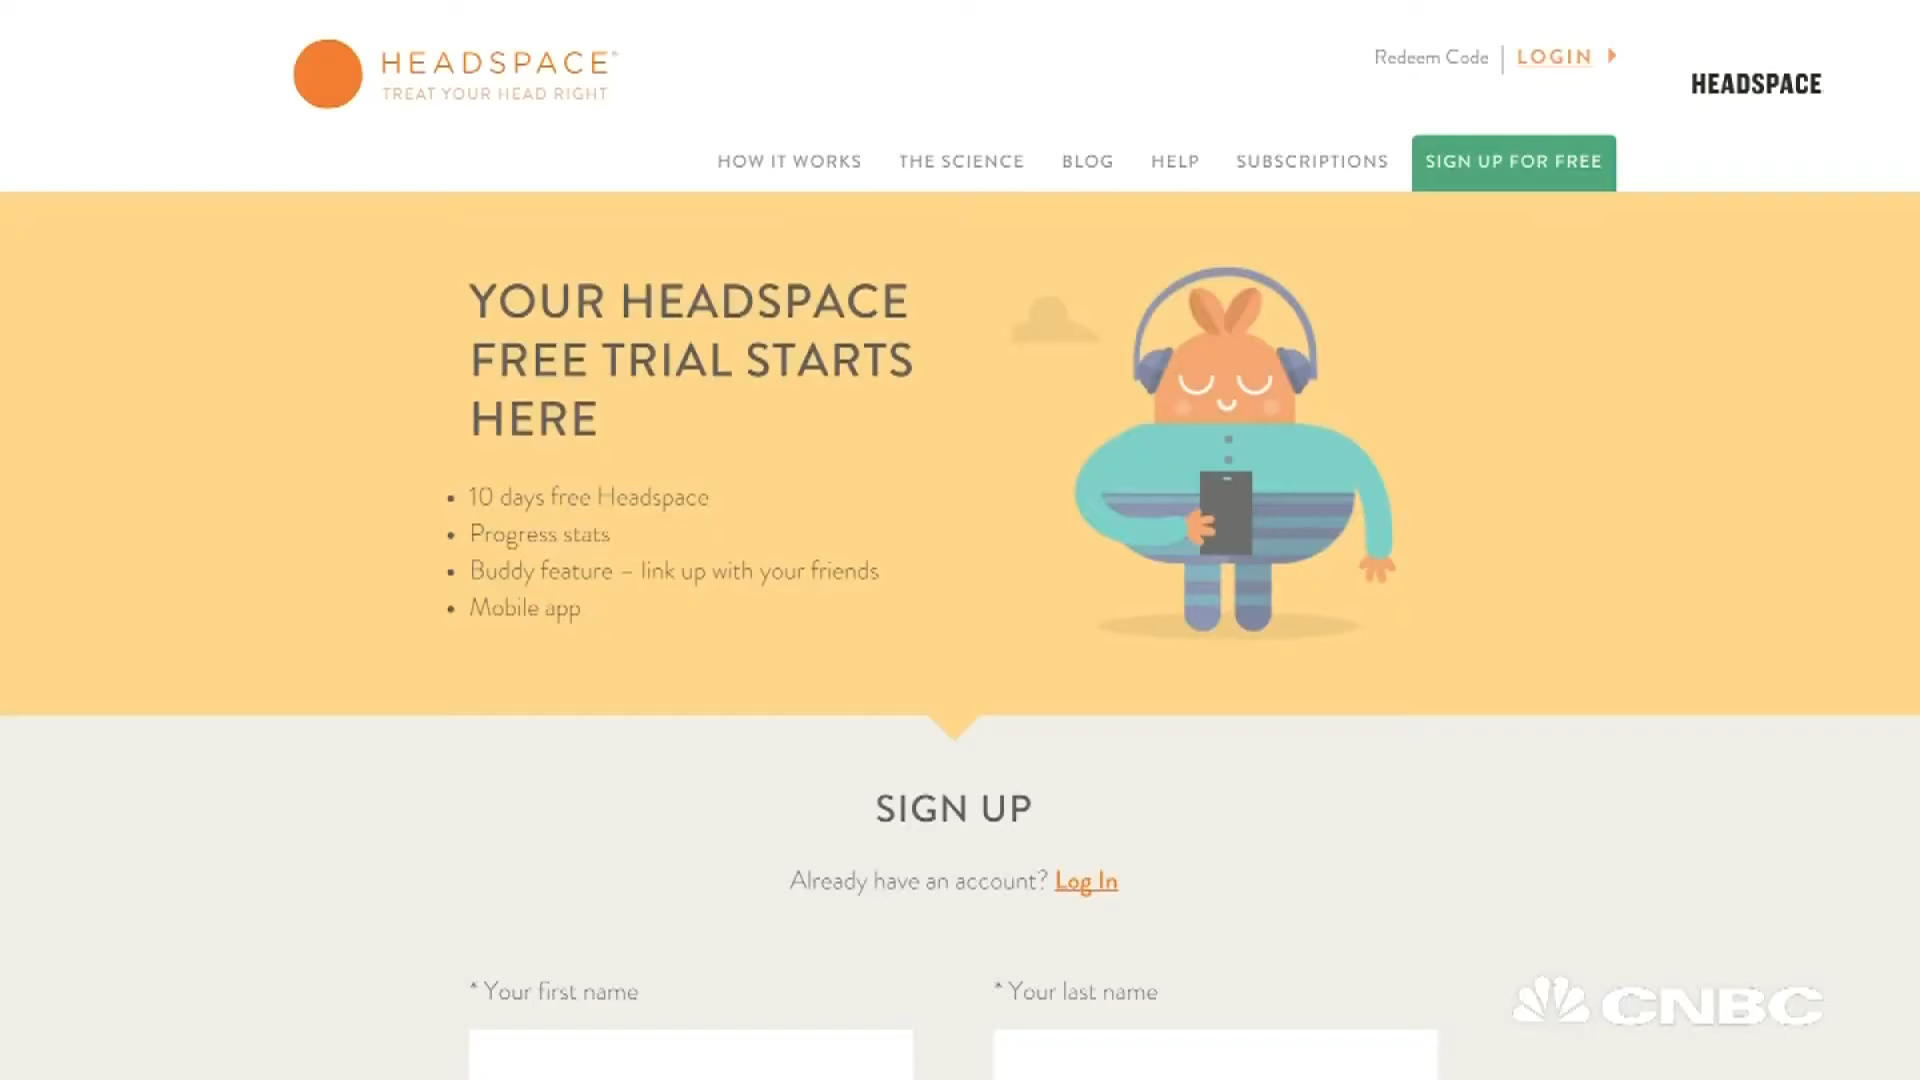 HEADSPACE
TREAT YOUR HEAD RIGHT
Redeem Code | LOGIN
HEADSPACE
HOW IT WORKS THE SCIENCE BLOG HELP SUBSCRIPTIONS SIGN UP FOR FREE
YOUR HEADSPACE
FREE TRIAL STARTS
HERE
• 10 days free Headspace
• Progress stats
• Buddy feature – link up with your friends
• Mobile app
SIGN UP
Already have an account? Log In
* Your first name * Your last name
CNBC